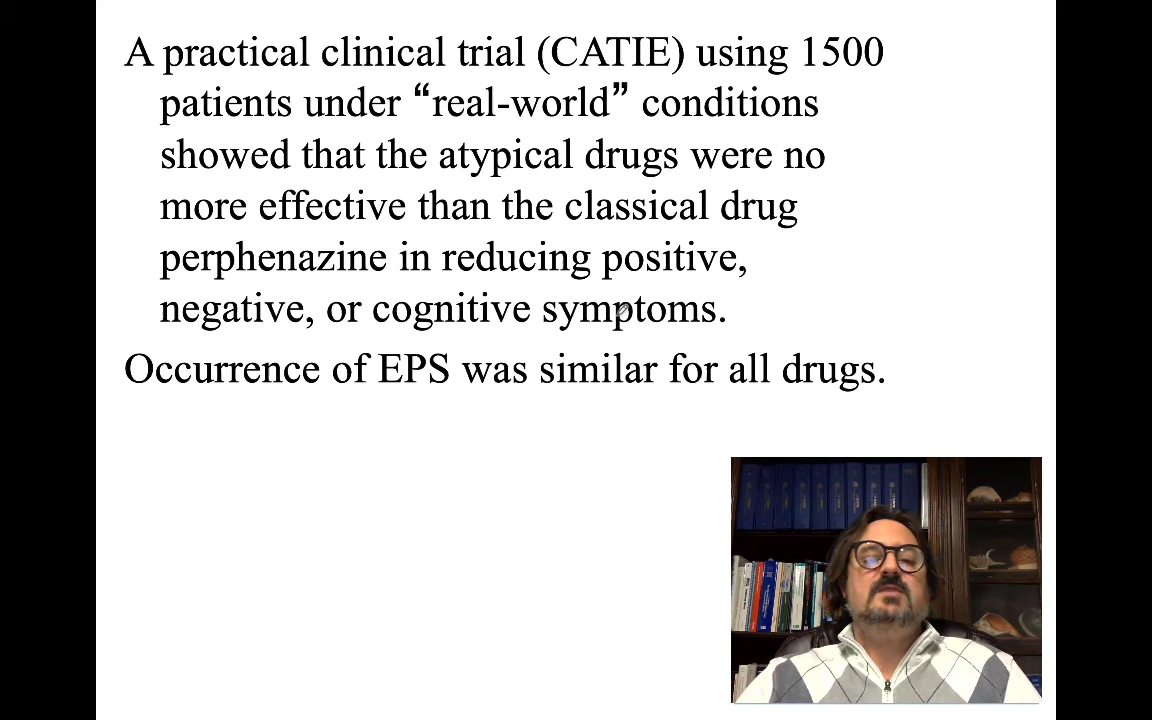 A practical clinical trial (CATIE) using 1500
patients under “real-world” conditions
showed that the atypical drugs were no
more effective than the classical drug
perphenazine in reducing positive,
negative, or cognitive symptoms.
Occurrence of EPS was similar for all drugs.